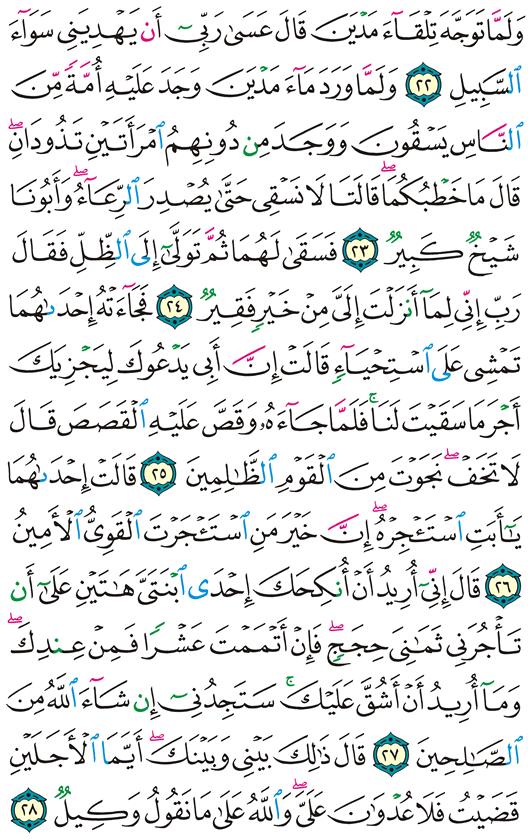 وَلَمَّا تَوَجَّهَ تِلْقَآءَ مَدْيَنَ قَالَ عَسَىٰ رَبِّىٓ أَن يَهْدِيَنِى سَوَآءَ
ٱلسَّبِيلِ ٢٢ وَلَمَّا وَرَدَ مَآءَ مَدْيَنَ وَجَدَ عَلَيْهِ أُمَّةً مِّنَ
ٱلنَّاسِ يَسْقُونَ وَوَجَدَ مِن دُونِهِمُ ٱمْرَأَتَيْنِ تَذُودَانِۖ
قَالَ مَا خَطْبُكُمَاۖ قَالَتَا لَا نَسْقِى حَتَّىٰ يُصْدِرَ ٱلرِّعَآءُۖ وَأَبُونَا
شَيْخٌ كَبِيرٌ ٢٣ فَسَقَىٰ لَهُمَا ثُمَّ تَوَلَّىٰٓ إِلَى ٱلظِّلِّ فَقَالَ
رَبِّ إِنِّى لِمَآ أَنزَلْتَ إِلَىَّ مِنْ خَيْرٍ فَقِيرٌ ٢٤ فَجَآءَتْهُ إِحْدَىٰهُمَا
تَمْشِى عَلَى ٱسْتِحْيَآءٍ قَالَتْ إِنَّ أَبِى يَدْعُوكَ لِيَجْزِيَكَ
أَجْرَ مَا سَقَيْتَ لَنَاۚ فَلَمَّا جَآءَهُۥ وَقَصَّ عَلَيْهِ ٱلْقَصَصَ قَالَ
لَا تَخَفْۖ نَجَوْتَ مِنَ ٱلْقَوْمِ ٱلظَّٰلِمِينَ ٢٥ قَالَتْ إِحْدَىٰهُمَا
يَٰٓأَبَتِ ٱسْتَـْٔجِرْهُۖ إِنَّ خَيْرَ مَنِ ٱسْتَـْٔجَرْتَ ٱلْقَوِىُّ ٱلْأَمِينُ
٢٦ قَالَ إِنِّىٓ أُرِيدُ أَنْ أُنكِحَكَ إِحْدَى ٱبْنَتَىَّ هَٰتَيْنِ عَلَىٰٓ أَن
تَأْجُرَنِى ثَمَٰنِىَ حِجَجٍۖ فَإِنْ أَتْمَمْتَ عَشْرًا فَمِنْ عِندِكَۖ
وَمَآ أُرِيدُ أَنْ أَشُقَّ عَلَيْكَۚ سَتَجِدُنِىٓ إِن شَآءَ ٱللَّهُ مِنَ
ٱلصَّٰلِحِينَ ٢٧ قَالَ ذَٰلِكَ بَيْنِى وَبَيْنَكَۖ أَيَّمَا ٱلْأَجَلَيْنِ
قَضَيْتُ فَلَا عُدْوَٰنَ عَلَىَّۖ وَٱللَّهُ عَلَىٰ مَا نَقُولُ وَكِيلٌ ٢٨